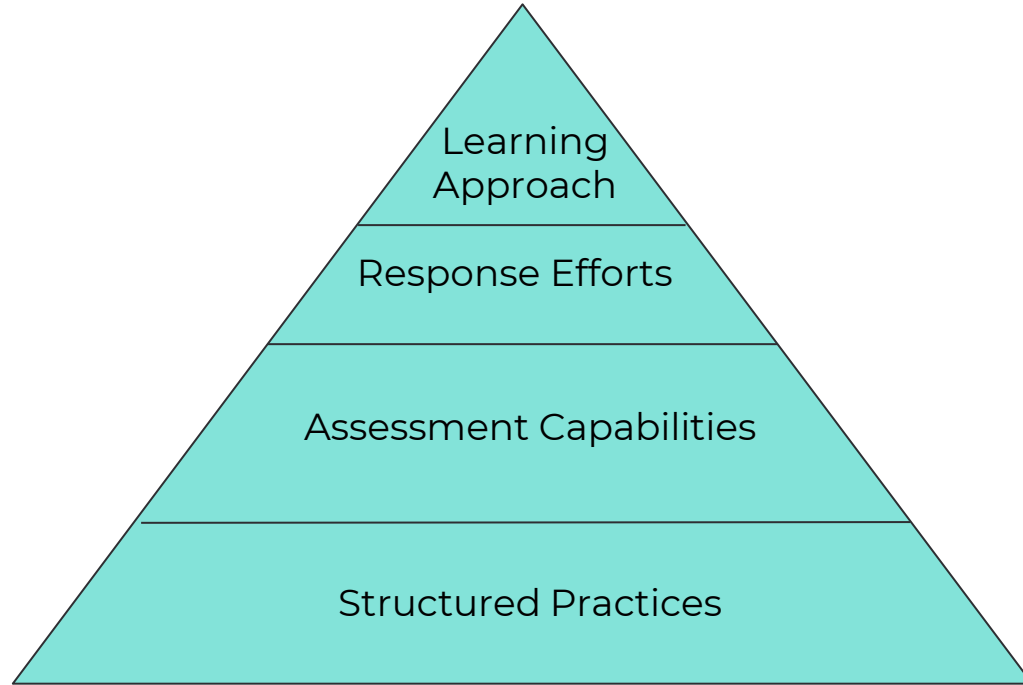 Learning
Approach
Response Efforts
Assessment Capabilities
Structured Practices